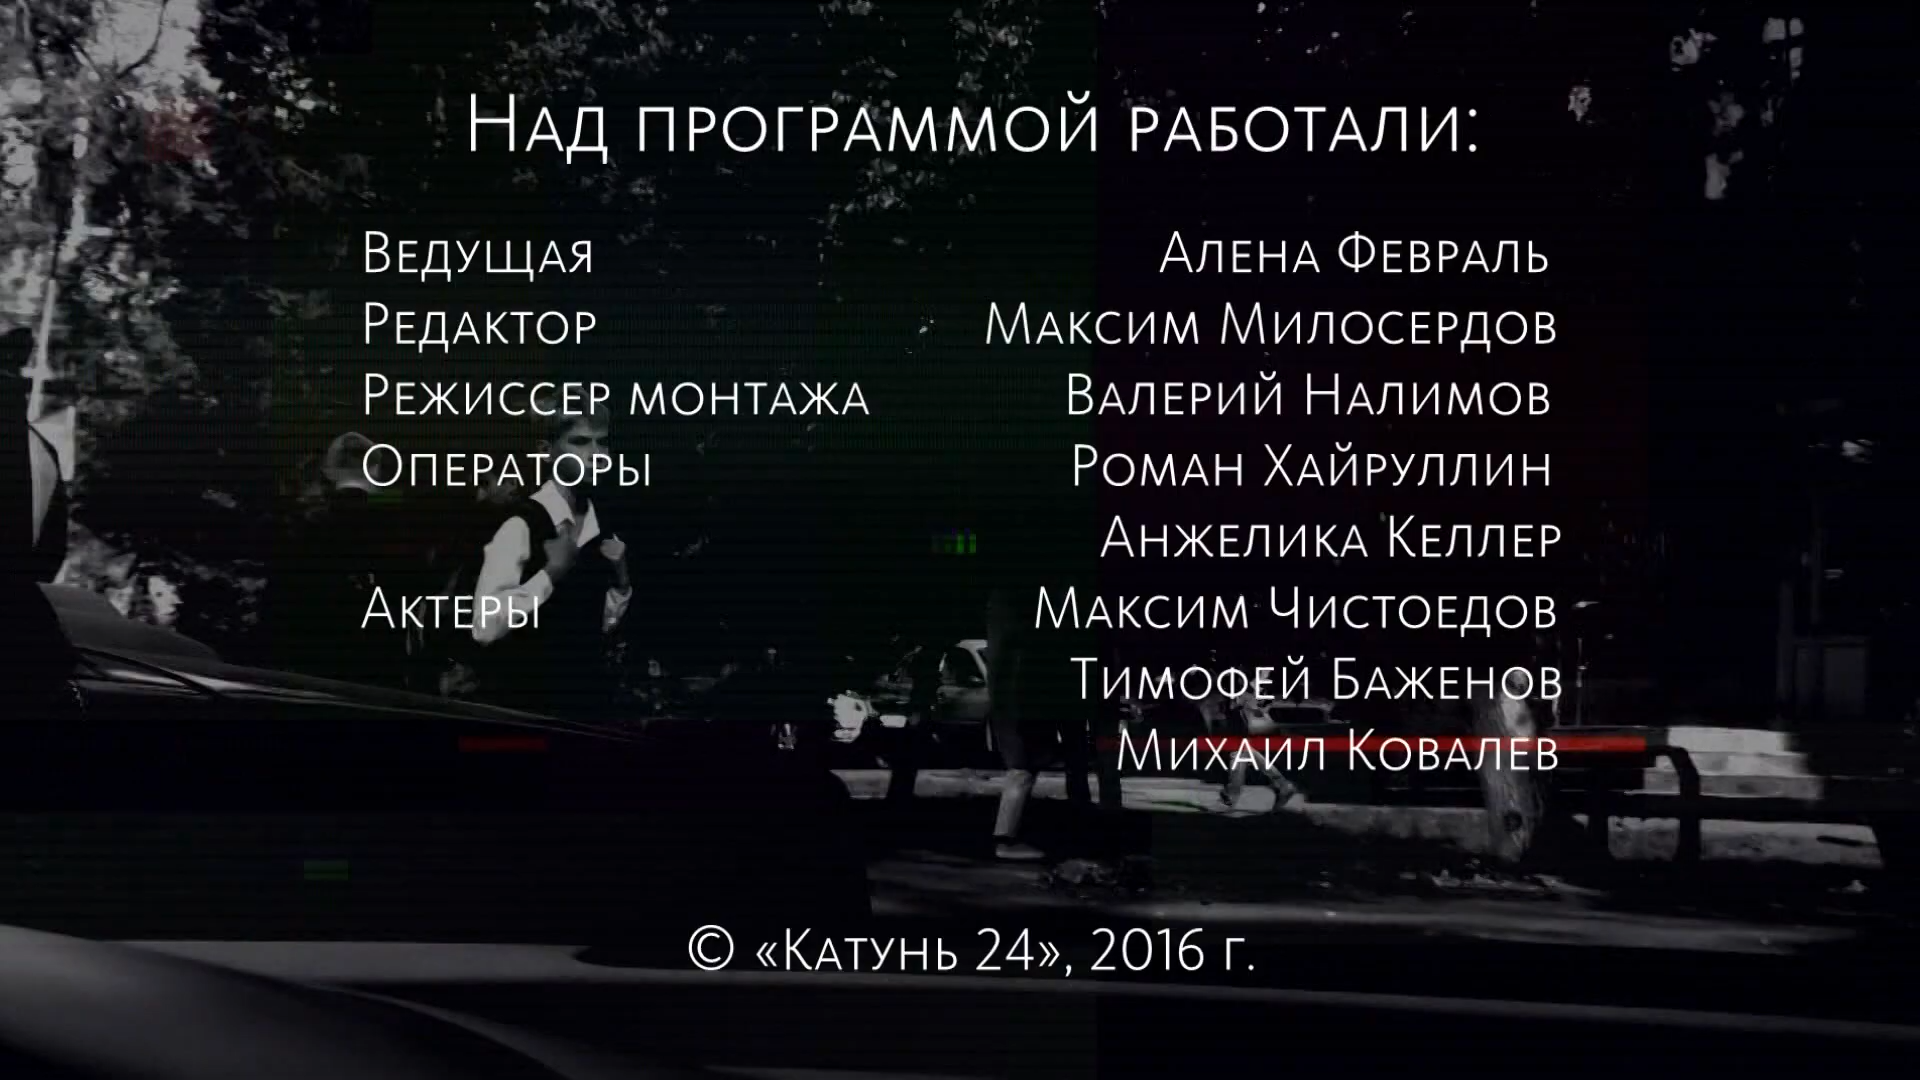 Над программой работали:
Ведущая Алена Февраль
Редактор Максим Милосердов
Режиссер монтажа Валерий Налимов
Операторы Роман Хайруллин
Анжелика Келлер
Актеры Максим Чистоедов
Тимофей Баженов
Михаил Ковалев
© «Катунь 24», 2016 г.